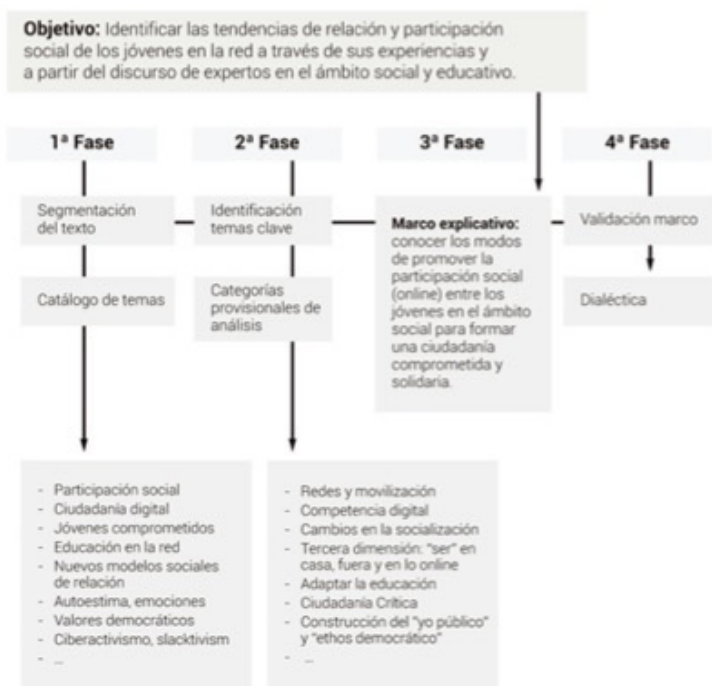 Objetivo: Identificar las tendencias de relación y participación
social de los jóvenes en la red a través de sus experiencias y
a partir del discurso de expertos en el ámbito social y educativo.
1ª Fase
2ª Fase
3ª Fase
4ª Fase
Segmentación
del texto
Identificación
temas clave
Marco explicativo:
conocer los modos
de promover la
participación social
(online) entre los
jóvenes en el ámbito
social para formar
una ciudadanía
comprometida y
solidaria.
Validación marco
Catálogo de temas
Categorías
provisionales de
análisis
Dialéctica
- Participación social
- Ciudadanía digital
- Jóvenes comprometidos
- Educación en la red
- Nuevos modelos sociales
de relación
- Autoestima, emociones
- Valores democráticos
- Ciberactivismo, slacktivism
- ...
- Redes y movilización
- Competencia digital
- Cambios en la socialización
- Tercera dimensión: "ser" en
casa, fuera y en lo online
- Adaptar la educación
- Ciudadanía Crítica
- Construcción del "yo público"
y "ethos democrático"
- ...